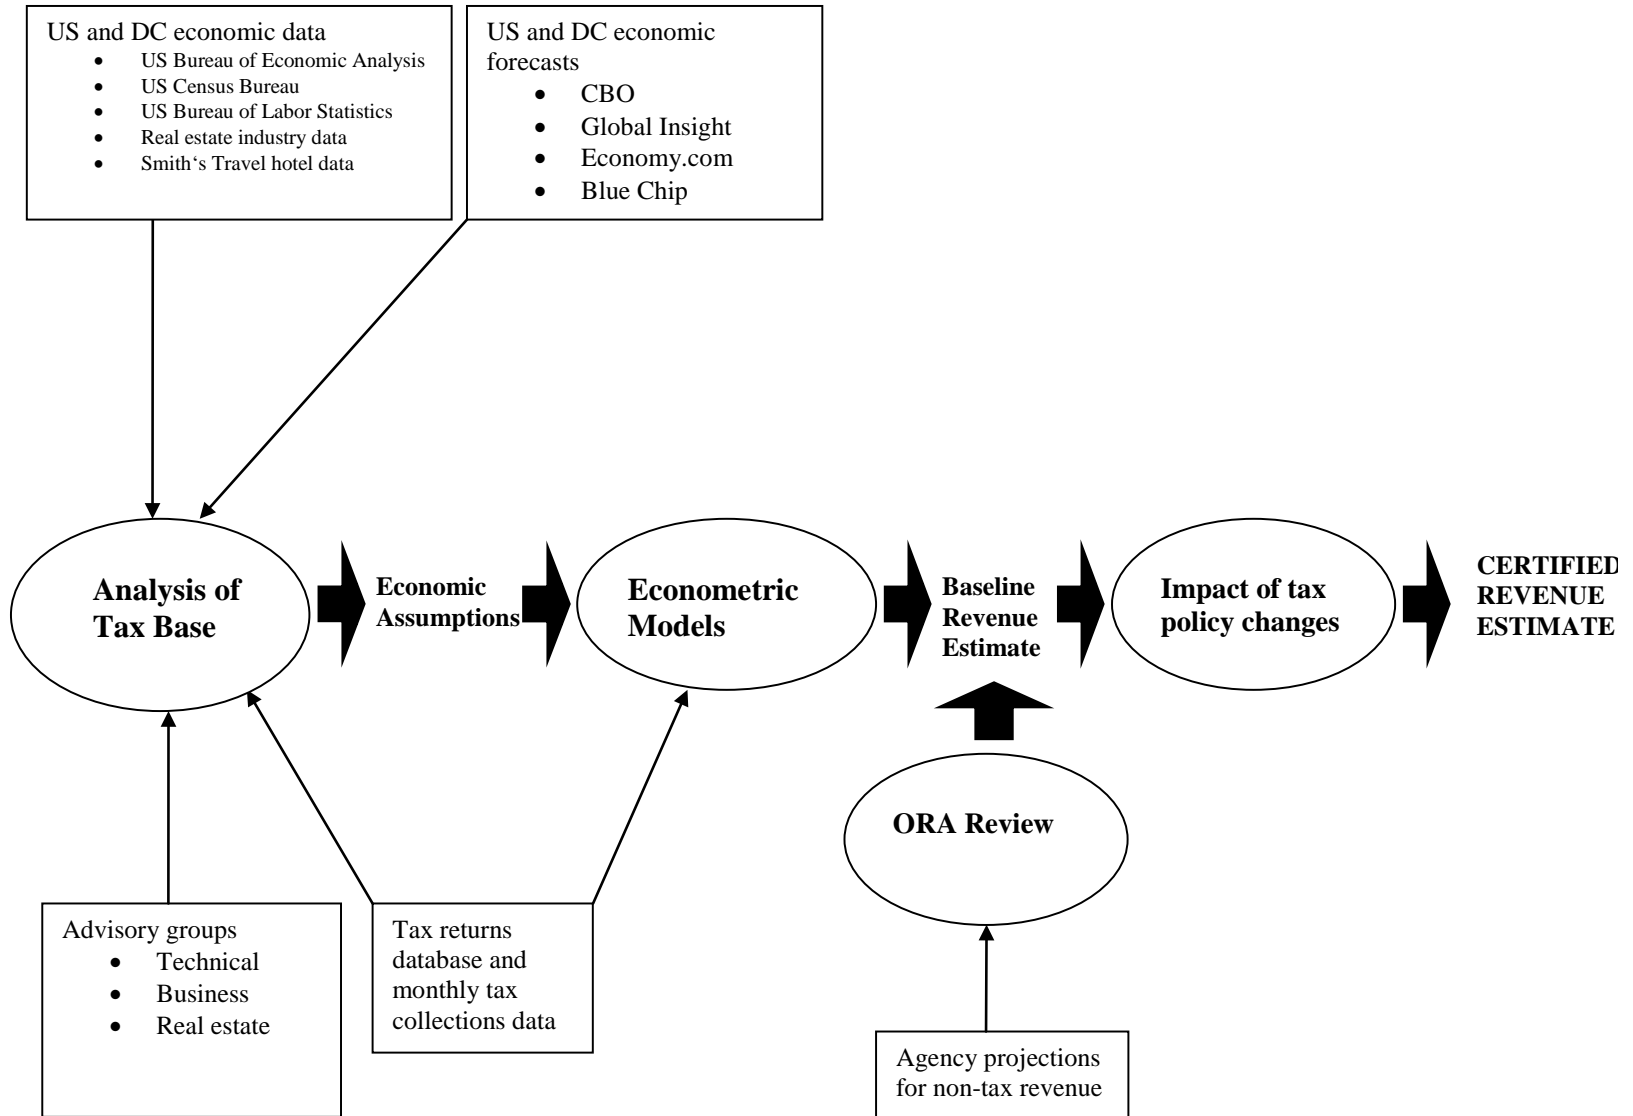 US and DC economic data
• US Bureau of Economic Analysis
• US Census Bureau
• US Bureau of Labor Statistics
• Real estate industry data
• Smith‘s Travel hotel data
US and DC economic
forecasts
• CBO
• Global Insight
• Economy.com
• Blue Chip
Analysis of
Tax Base
Economic
Assumptions
Econometric
Models
Baseline
Revenue
Estimate
Impact of tax
policy changes
CERTIFIED
REVENUE
ESTIMATE
ORA Review
Advisory groups
• Technical
• Business
• Real estate
Tax returns
database and
monthly tax
collections data
Agency projections
for non-tax revenue